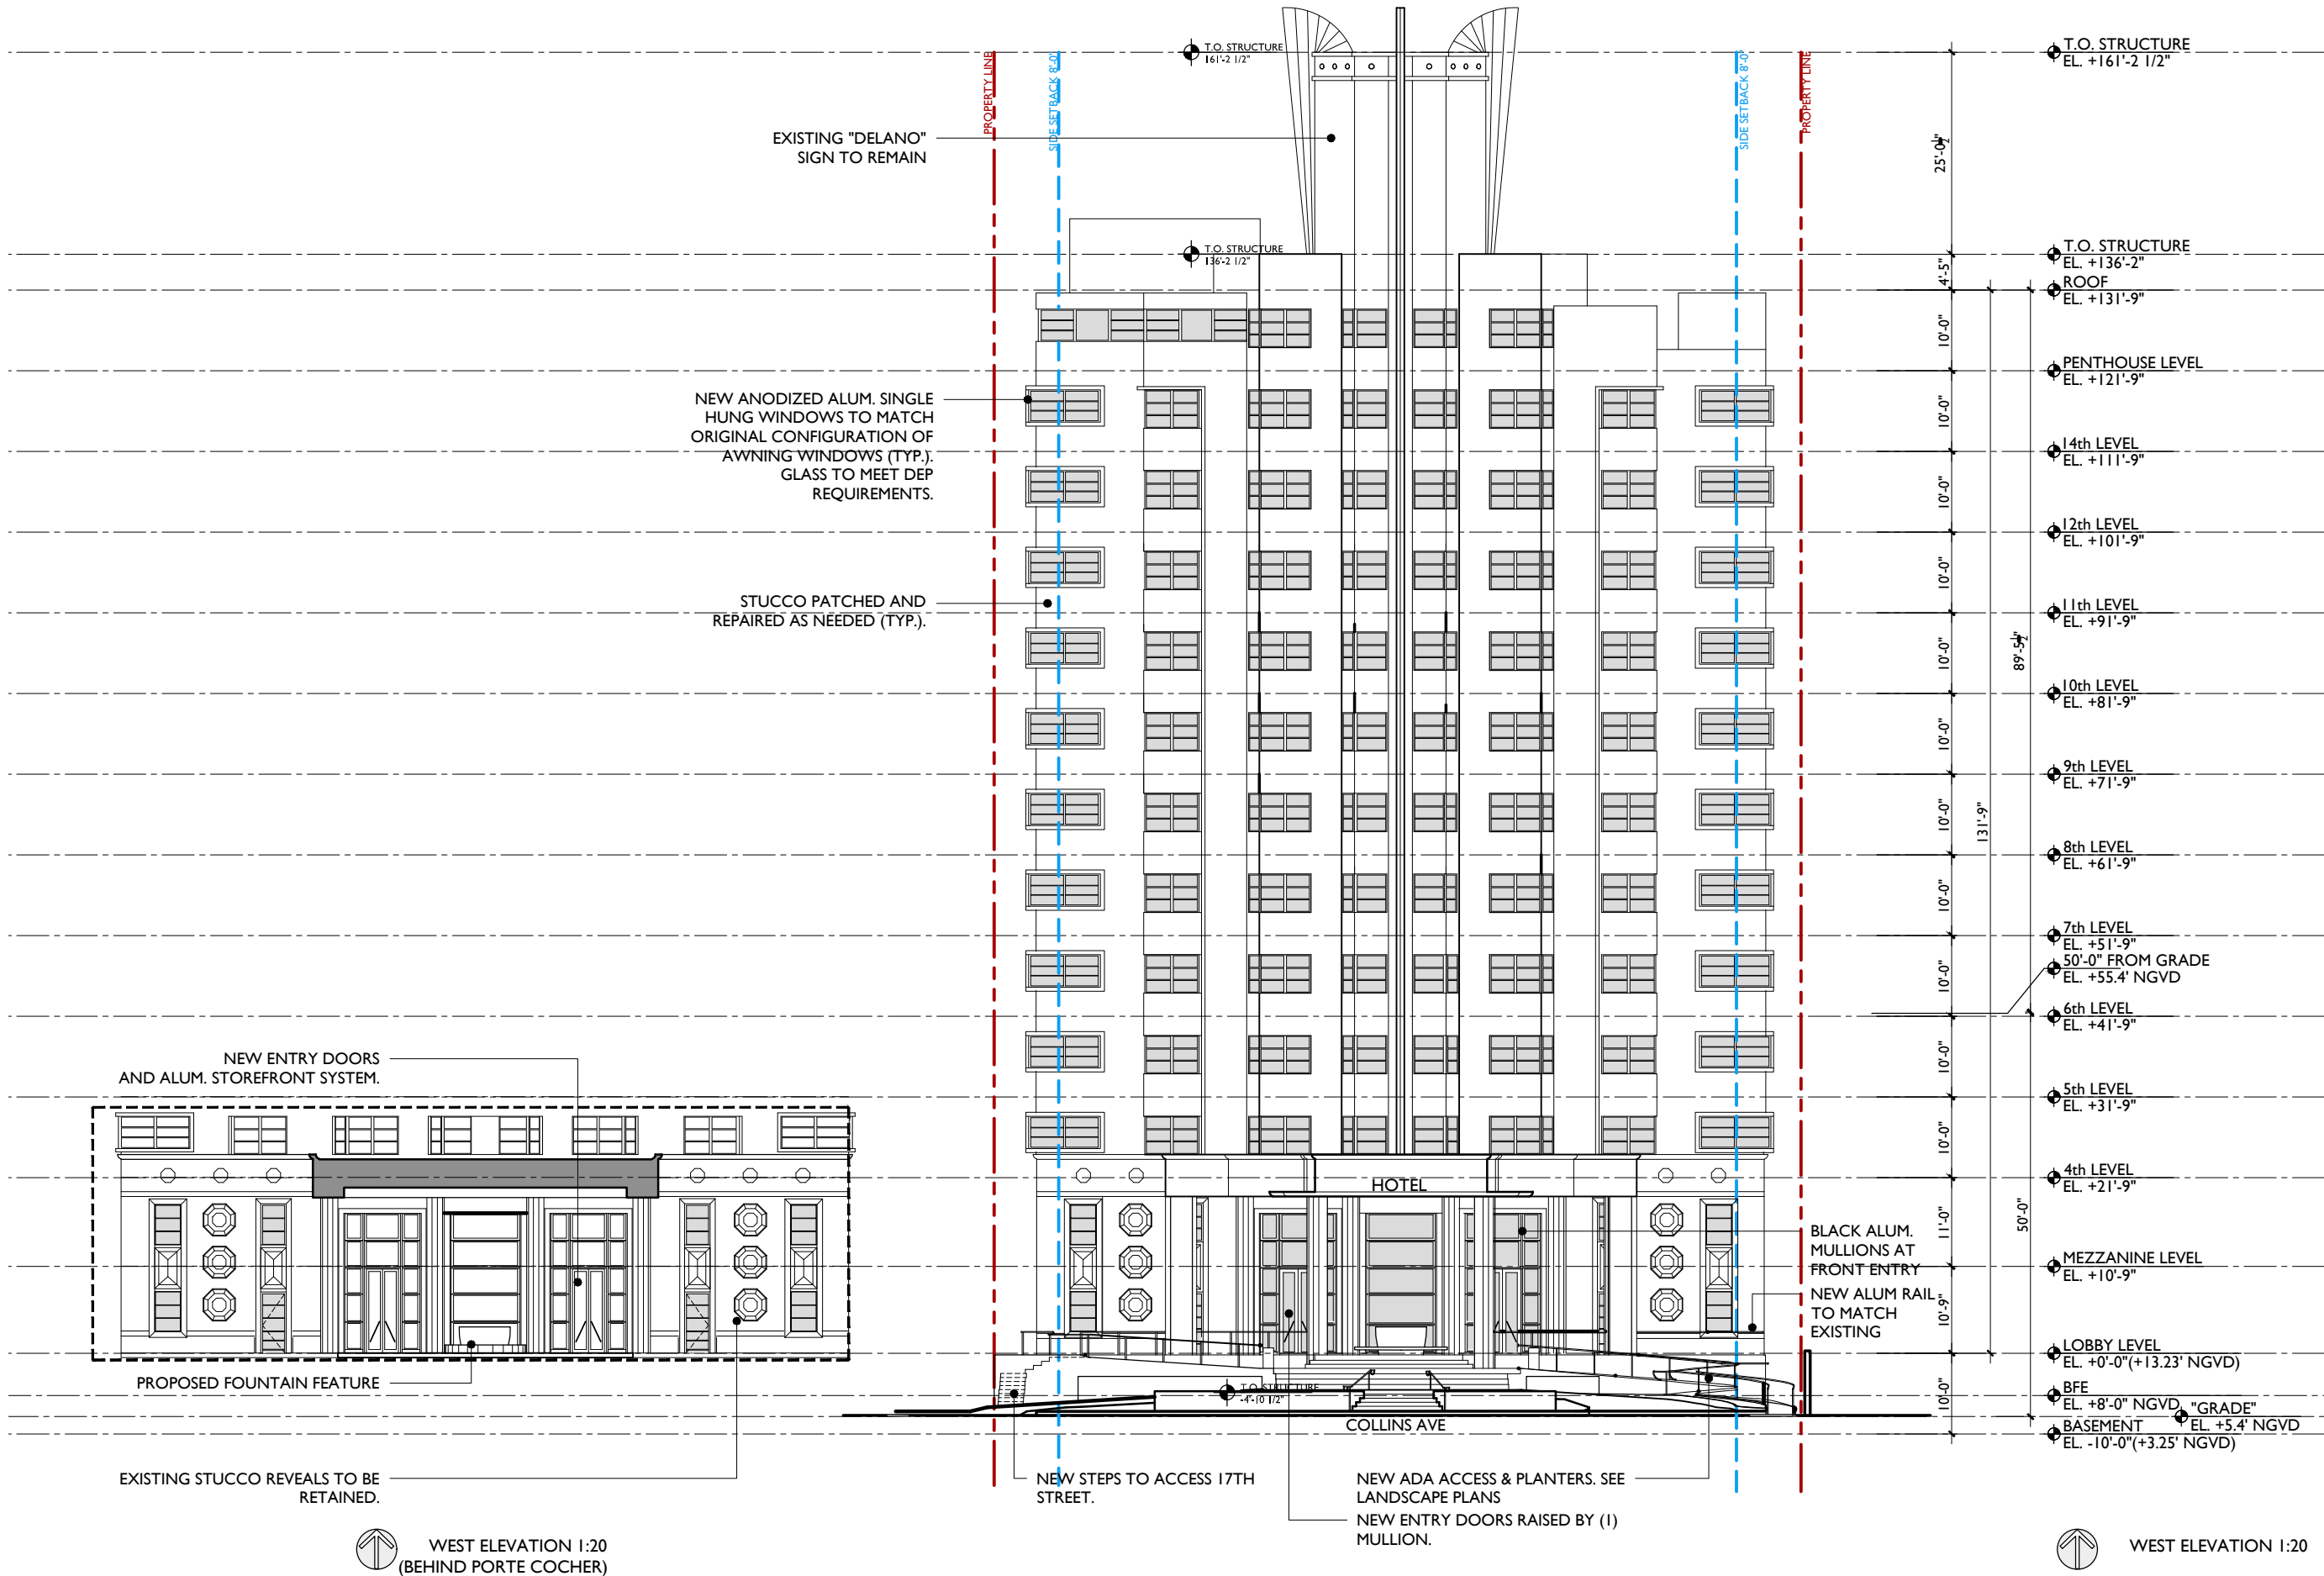 T.O. STRUCTURE
161'-2 1/2"
PROPERTY LINE
SIDE SETBACK 8'-0"
SIDE SETBACK 8'-0"
PROPERTY LINE
EXISTING "DELANO"
SIGN TO REMAIN
T.O. STRUCTURE
136'-2 1/2"
NEW ANODIZED ALUM. SINGLE
HUNG WINDOWS TO MATCH
ORIGINAL CONFIGURATION OF
AWNING WINDOWS (TYP.).
GLASS TO MEET DEP
REQUIREMENTS.
STUCCO PATCHED AND
REPAIRED AS NEEDED (TYP.).
NEW ENTRY DOORS
AND ALUM. STOREFRONT SYSTEM.
PROPOSED FOUNTAIN FEATURE
EXISTING STUCCO REVEALS TO BE
RETAINED.
WEST ELEVATION 1:20
(BEHIND PORTE COCHER)
HOTEL
T.O. STRUCTURE
-4'-10 1/2"
COLLINS AVE
NEW STEPS TO ACCESS 17TH
STREET.
NEW ADA ACCESS & PLANTERS. SEE
LANDSCAPE PLANS
NEW ENTRY DOORS RAISED BY (1)
MULLION.
BLACK ALUM.
MULLIONS AT
FRONT ENTRY
NEW ALUM RAIL
TO MATCH
EXISTING
25'-0 1/2"
4'-5"
10'-0"
10'-0"
10'-0"
10'-0"
10'-0"
10'-0"
10'-0"
10'-0"
10'-0"
10'-0"
10'-0"
11'-0"
10'-9"
10'-0"
131'-9"
89'-5 1/2"
50'-0"
T.O. STRUCTURE
EL. +161'-2 1/2"
T.O. STRUCTURE
EL. +136'-2"
ROOF
EL. +131'-9"
PENTHOUSE LEVEL
EL. +121'-9"
14th LEVEL
EL. +111'-9"
12th LEVEL
EL. +101'-9"
11th LEVEL
EL. +91'-9"
10th LEVEL
EL. +81'-9"
9th LEVEL
EL. +71'-9"
8th LEVEL
EL. +61'-9"
7th LEVEL
EL. +51'-9"
50'-0" FROM GRADE
EL. +55.4' NGVD
6th LEVEL
EL. +41'-9"
5th LEVEL
EL. +31'-9"
4th LEVEL
EL. +21'-9"
MEZZANINE LEVEL
EL. +10'-9"
LOBBY LEVEL
EL. +0'-0"(+13.23' NGVD)
BFE
EL. +8'-0" NGVD
"GRADE"
EL. +5.4' NGVD
BASEMENT
EL. -10'-0"(+3.25' NGVD)
WEST ELEVATION 1:20